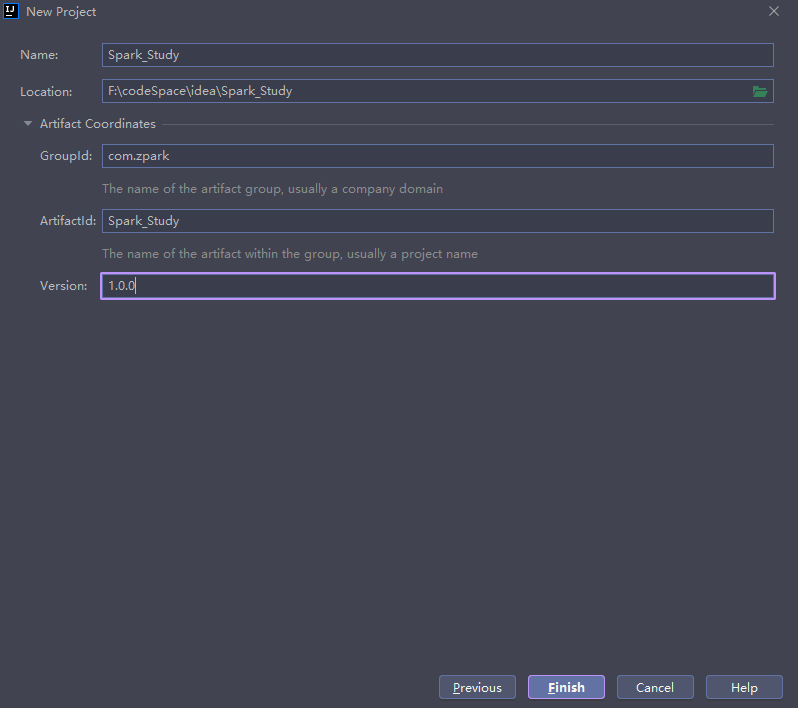 IJ New Project
Name: Spark_Study
Location: F:\codeSpace\idea\Spark_Study
Artifact Coordinates
GroupId: com.zpark
The name of the artifact group, usually a company domain
ArtifactId: Spark_Study
The name of the artifact within the group, usually a project name
Version: 1.0.0
Previous Finish Cancel Help